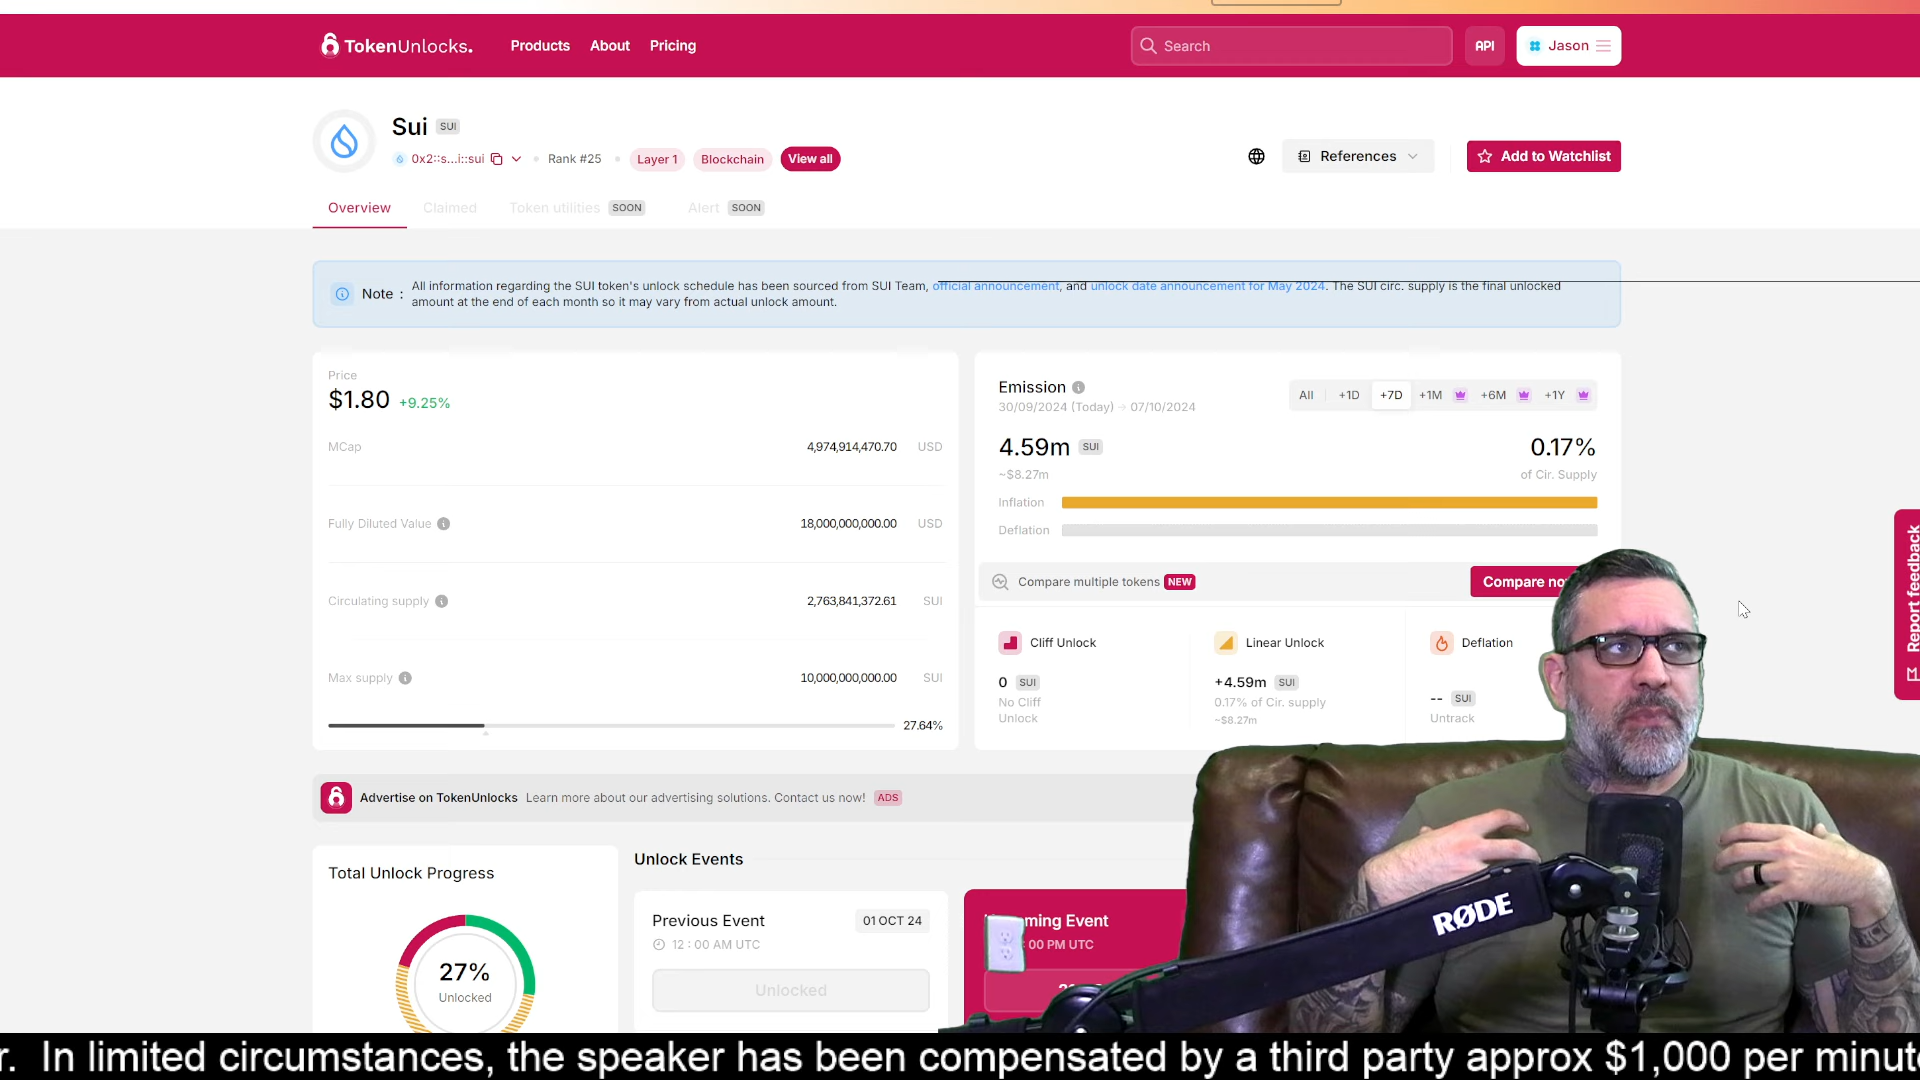 TokenUnlocks.
Products About Pricing
Search
API
Jason
Sui SUI
0x2::s...i::sui Rank #25 Layer 1 Blockchain View all
References
Add to Watchlist
Overview Claimed Token utilities SOON Alert SOON
Note : All information regarding the SUI token's unlock schedule has been sourced from SUI Team, official announcement, and unlock date announcement for May 2024. The SUI circ. supply is the final unlocked
amount at the end of each month so it may vary from actual unlock amount.
Price
$1.80 +9.25%
MCap 4,974,914,470.70 USD
Fully Diluted Value 18,000,000,000.00 USD
Circulating supply 2,763,841,372.61 SUI
Max supply 10,000,000,000.00 SUI
27.64%
Emission
30/09/2024 (Today) → 07/10/2024
All +1D +7D +1M +6M +1Y
4.59m SUI 0.17%
~$8.27m of Cir. Supply
Inflation
Deflation
Compare multiple tokens NEW
Compare no
Cliff Unlock
0 SUI
No Cliff
Unlock
Linear Unlock
+4.59m SUI
0.17% of Cir. supply
~$8.27m
Deflation
-- SUI
Untrack
Report feedback
Advertise on TokenUnlocks Learn more about our advertising solutions. Contact us now! ADS
Total Unlock Progress
27%
Unlocked
Unlock Events
Previous Event 01 OCT 24
12 : 00 AM UTC
Unlocked
ming Event
00 PM UTC
RØDE
r. In limited circumstances, the speaker has been compensated by a third party approx $1,000 per minut